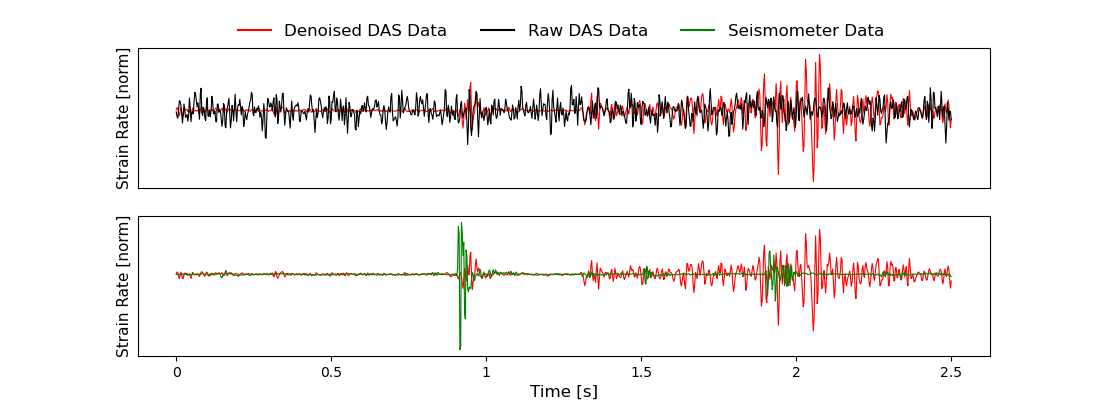 Denoised DAS Data Raw DAS Data Seismometer Data
Strain Rate [norm]
Strain Rate [norm]
0 0.5 1 1.5 2 2.5
Time [s]